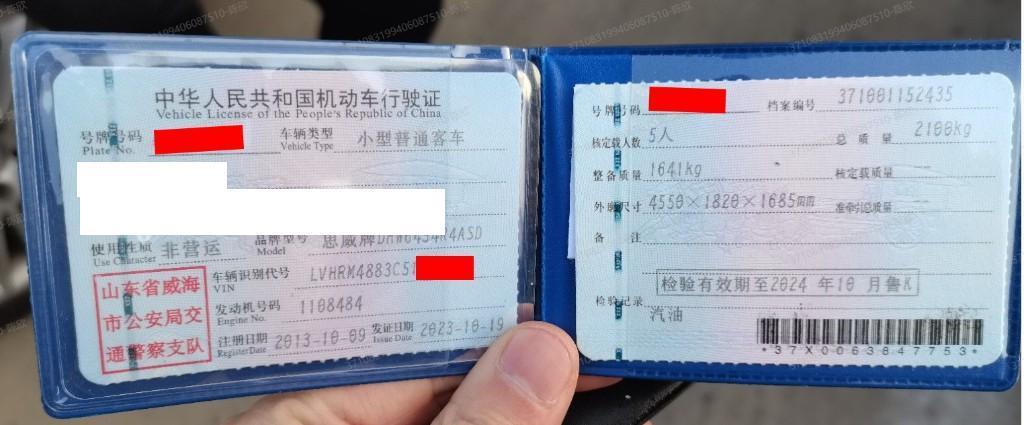 中华人民共和国机动车行驶证
Vehicle License of the People's Republic of China
号牌号码
Plate No.
车辆类型 小型普通客车
Vehicle Type
使用性质 非营运
Use Character
品牌型号 思威牌DHW6454R4ASD
Model
山东省威海
市公安局交
通警察支队
车辆识别代号 LVHRM4883C51
VIN
发动机号码 1108484
Engine No.
注册日期 2013-10-09
Register Date
发证日期 2023-10-19
Issue Date
号牌号码
档案编号 371001152435
核定载人数 5人
总质量 2100kg
整备质量 1641kg
核定载质量
外廓尺寸 4550×1820×1685mm
准牵引总质量
备注
检验有效期至2024年10月鲁K
检验记录
汽油
*37X0063847753*